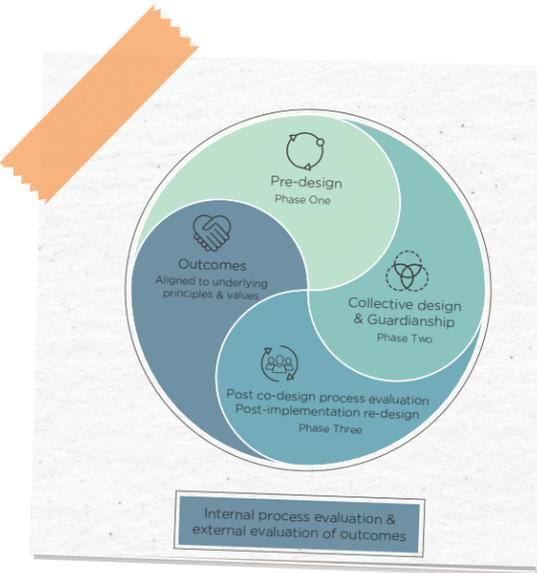 Pre-design
Phase One
Outcomes
Aligned to underlying
principles & values
Collective design
& Guardianship
Phase Two
Post co-design process evaluation
Post-implementation re-design
Phase Three
Internal process evaluation &
external evaluation of outcomes